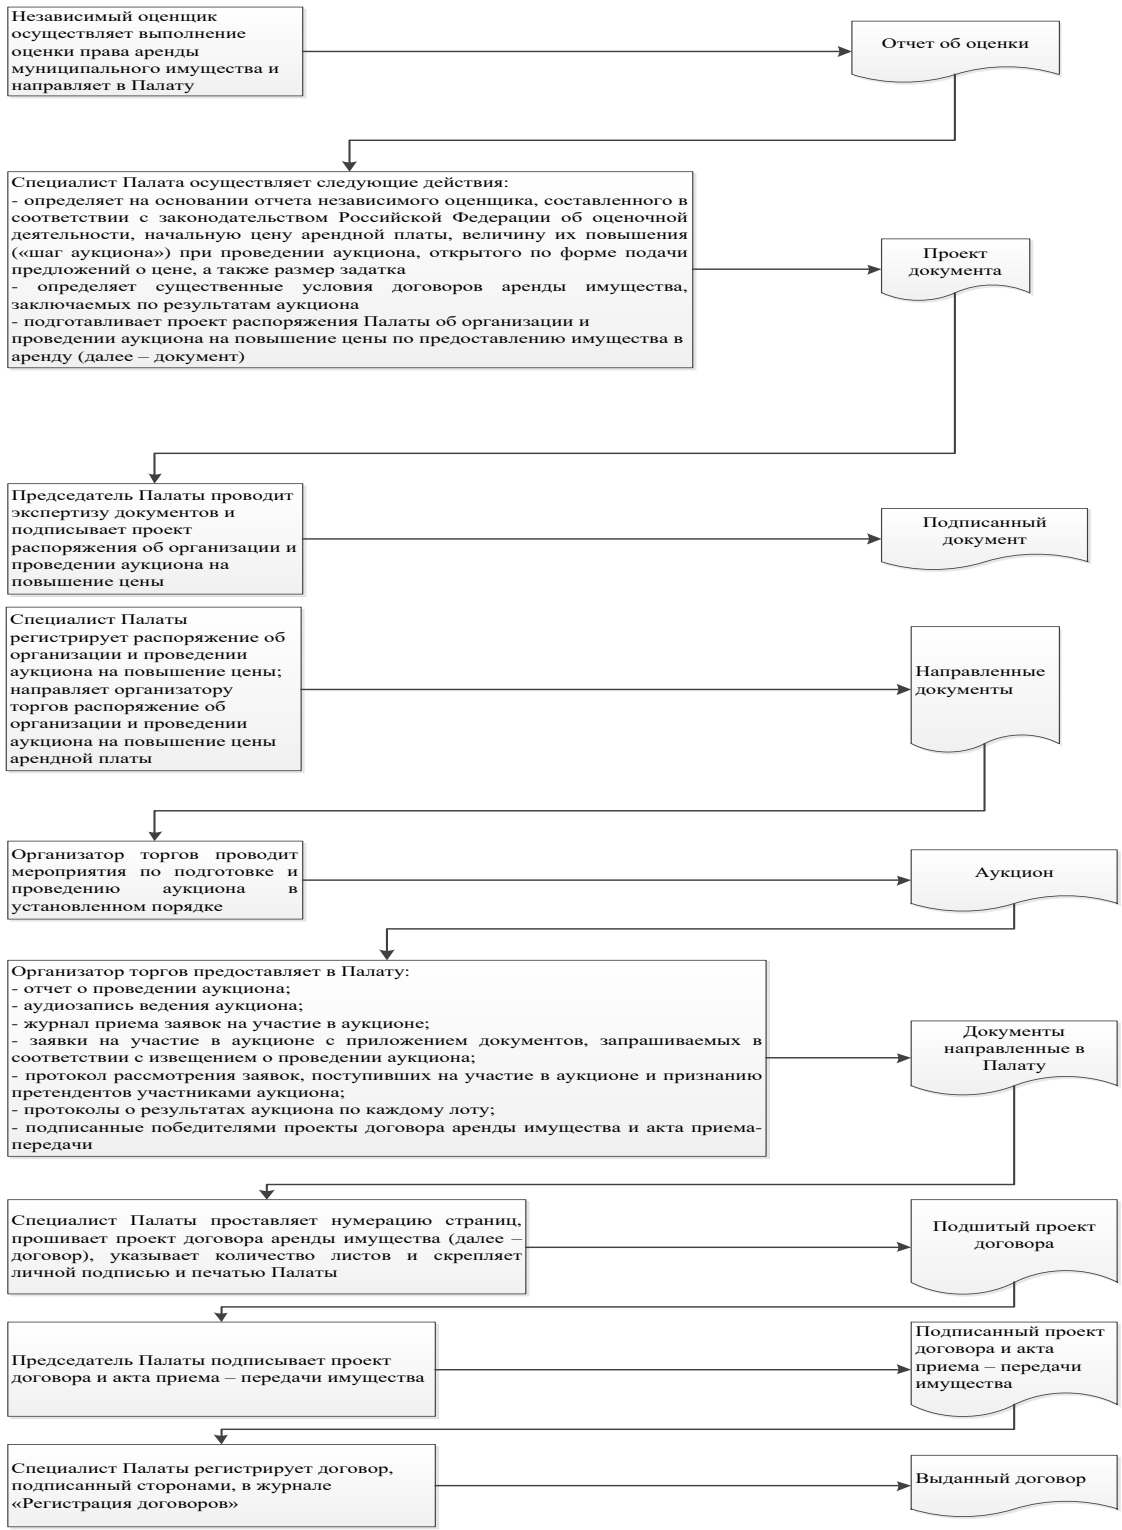 Независимый оценщик
осуществляет выполнение
оценки права аренды
муниципального имущества и
направляет в Палату
Отчет об оценки
Специалист Палата осуществляет следующие действия:
- определяет на основании отчета независимого оценщика, составленного в
соответствии с законодательством Российской Федерации об оценочной
деятельности, начальную цену арендной платы, величину их повышения
(«шаг аукциона») при проведении аукциона, открытого по форме подачи
предложений о цене, а также размер задатка
- определяет существенные условия договоров аренды имущества,
заключаемых по результатам аукциона
- подготавливает проект распоряжения Палаты об организации и
проведении аукциона на повышение цены по предоставлению имущества в
аренду (далее – документ)
Проект
документа
Председатель Палаты проводит
экспертизу документов и
подписывает проект
распоряжения об организации и
проведении аукциона на
повышение цены
Подписанный
документ
Специалист Палаты
регистрирует распоряжение об
организации и проведении
аукциона на повышение цены;
направляет организатору
торгов распоряжение об
организации и проведении
аукциона на повышение цены
арендной платы
Направленные
документы
Организатор торгов проводит
мероприятия по подготовке и
проведению аукциона в
установленном порядке
Аукцион
Организатор торгов предоставляет в Палату:
- отчет о проведении аукциона;
- аудиозапись ведения аукциона;
- журнал приема заявок на участие в аукционе;
- заявки на участие в аукционе с приложением документов, запрашиваемых в
соответствии с извещением о проведении аукциона;
- протокол рассмотрения заявок, поступивших на участие в аукционе и признанию
претендентов участниками аукциона;
- протоколы о результатах аукциона по каждому лоту;
- подписанные победителями проекты договора аренды имущества и акта приема-
передачи
Документы
направленные в
Палату
Специалист Палаты проставляет нумерацию страниц,
прошивает проект договора аренды имущества (далее –
договор), указывает количество листов и скрепляет
личной подписью и печатью Палаты
Подшитый проект
договора
Председатель Палаты подписывает проект
договора и акта приема – передачи имущества
Подписанный проект
договора и акта
приема – передачи
имущества
Специалист Палаты регистрирует договор,
подписанный сторонами, в журнале
«Регистрация договоров»
Выданный договор